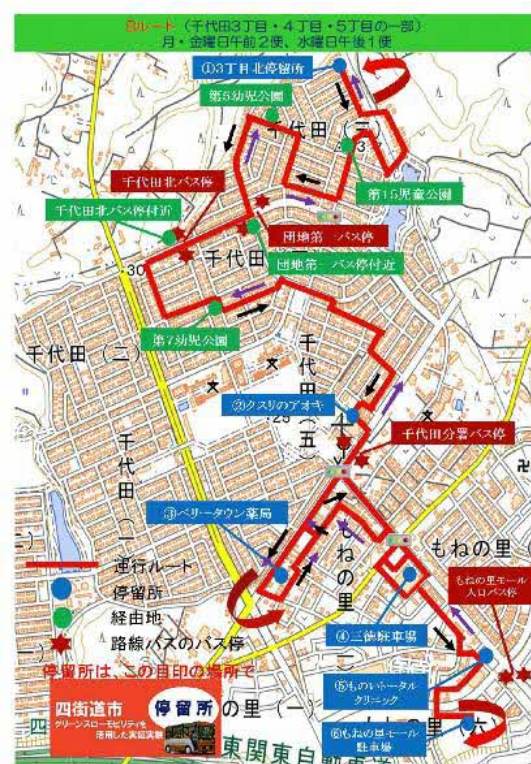 Bルート（千代田3丁目・4丁目・5丁目の一部）
月・金曜日午前2便、水曜日午後1便
①3丁目北停留所
第5幼児公園
千代田（三）
千代田北バス停
第15児童公園
千代田北バス停付近
団地第一バス停
千代田
団地第一バス停付近
第7幼児公園
千代田（二）
千代田（五）
②クスリのアオキ
千代田分署バス停
千代田（一）
③ベリータウン薬局
もねの里
もねの里
もねの里モール
入口バス停
運行ルート
停留所
経由地
路線バスのバス停
④三徳駐車場
停留所は、この目印の場所で
⑤ものいトータル
クリニック
四街道市
グリーンスローモビリティを
活用した実証実験
停留所
の里（一）
⑥もねの里モール
駐車場
（六）
東関東自動車道